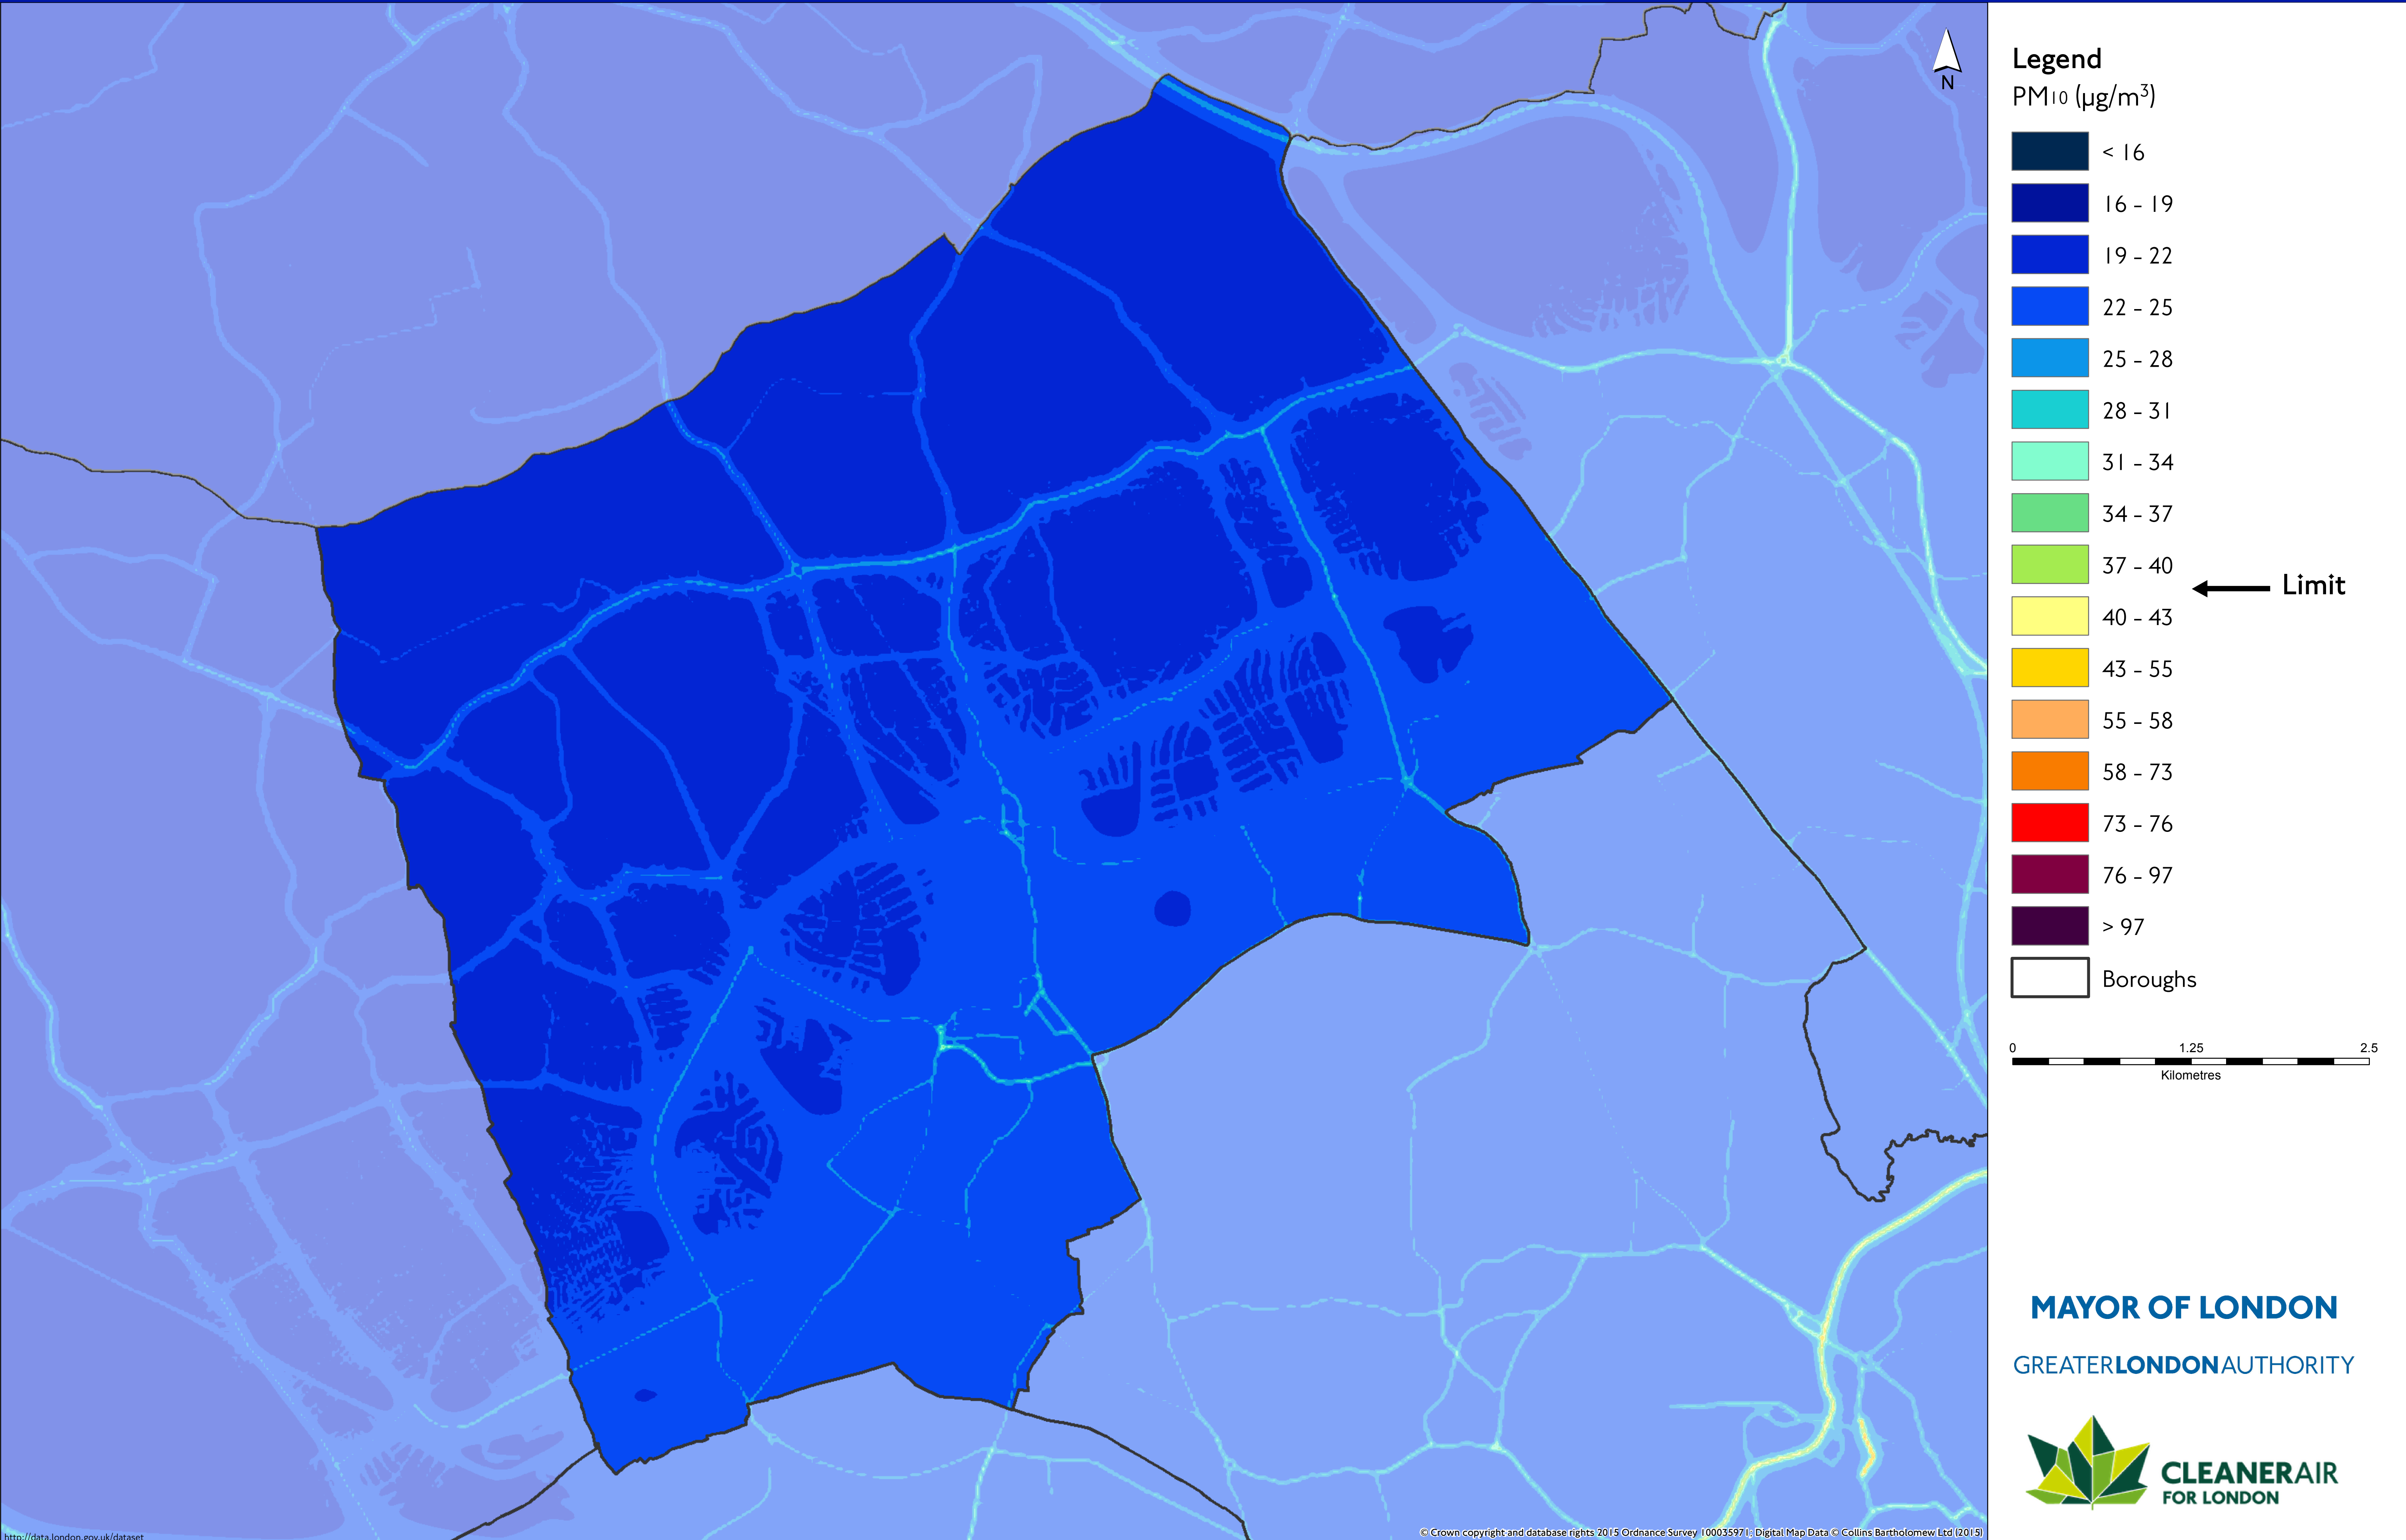 N
Legend
PM10 (µg/m³)
< 16
16 - 19
19 - 22
22 - 25
25 - 28
28 - 31
31 - 34
34 - 37
37 - 40
Limit
40 - 43
43 - 55
55 - 58
58 - 73
73 - 76
76 - 97
> 97
Boroughs
0 1.25 2.5
Kilometres
MAYOR OF LONDON
GREATERLONDONAUTHORITY
CLEANERAIR
FOR LONDON
http://data.london.gov.uk/dataset
© Crown copyright and database rights 2015 Ordnance Survey 100035971; Digital Map Data © Collins Bartholomew Ltd (2015)